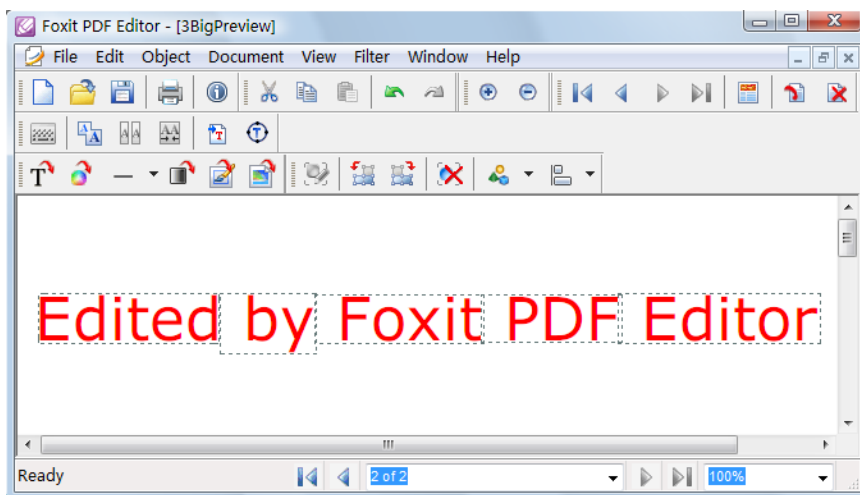 Foxit PDF Editor - [3BigPreview]
File Edit Object Document View Filter Window Help
Edited by Foxit PDF Editor
Ready 2 of 2 100%